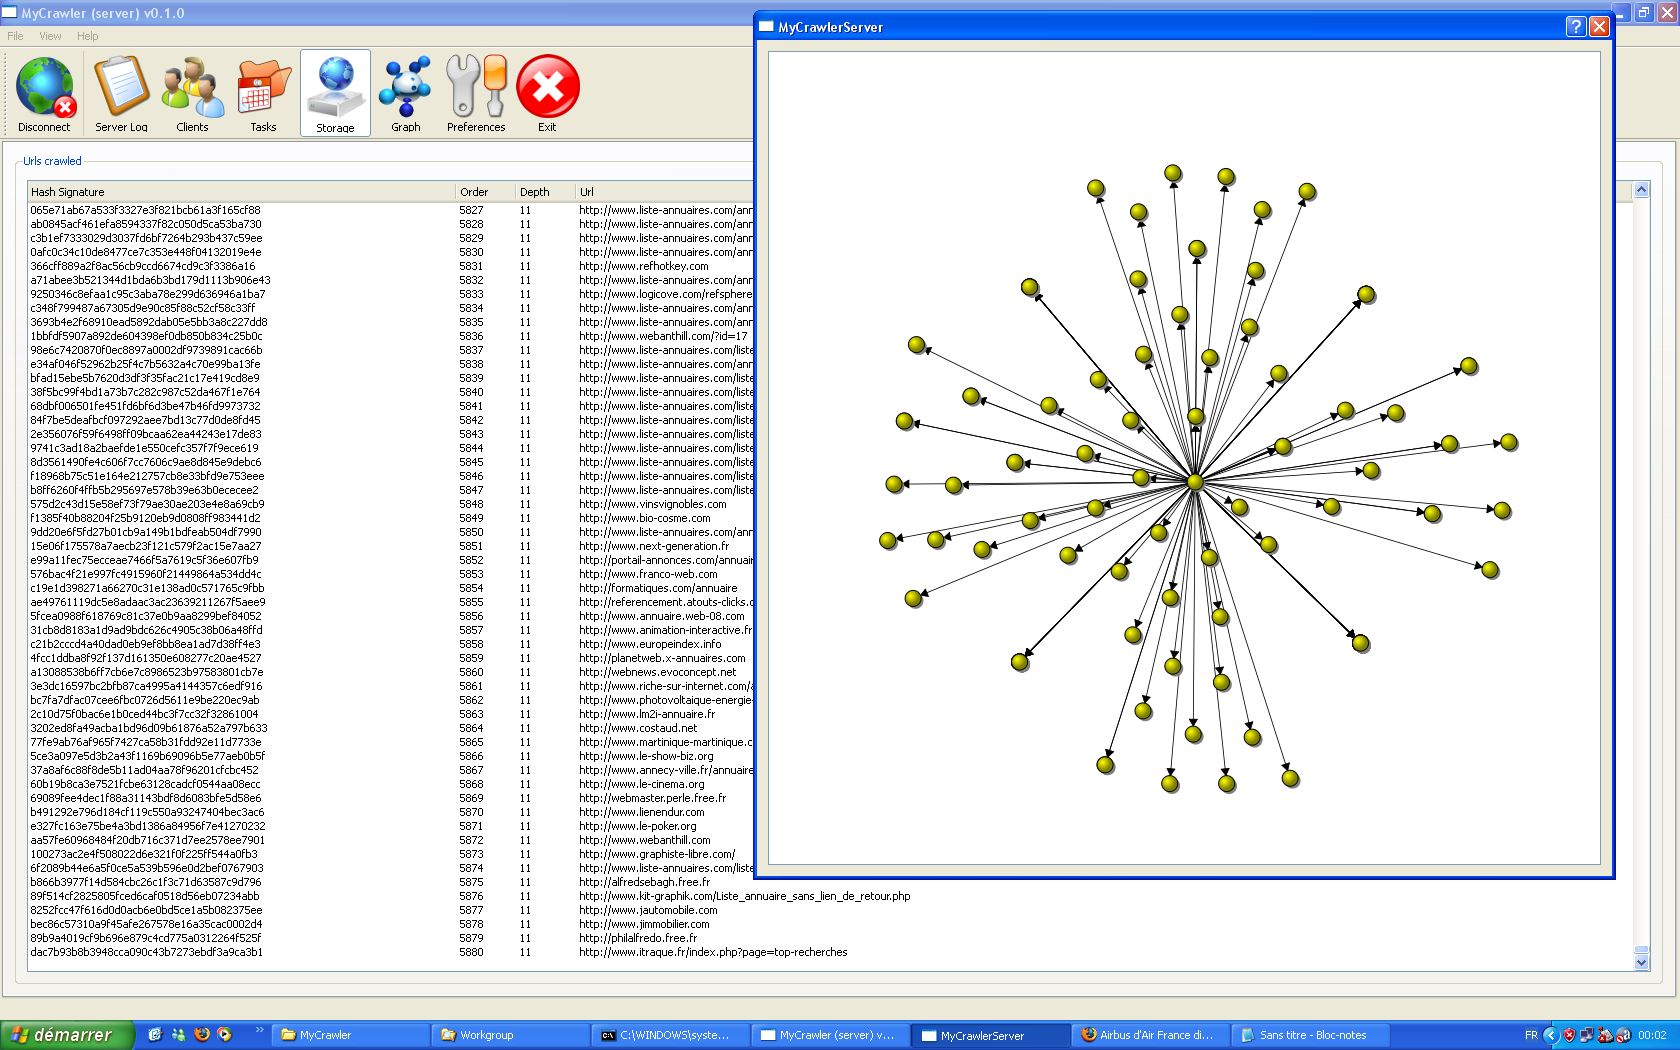 MyCrawler (server) v0.1.0
File View Help
Disconnect Server Log Clients Tasks Storage Graph Preferences Exit
Urls crawled
Hash Signature Order Depth Url
065e71ab67a533f3327e3f821bcb61a3f165cf88 5827 11 http://www.liste-annuaires.com/ann
ab0845acf461efa8594337f82c050d5ca53ba730 5828 11 http://www.liste-annuaires.com/ann
c3b1ef7333029d3037fd6bf7264b293b437c59ee 5829 11 http://www.liste-annuaires.com/ann
0afc0c34c10de8477ce7c353e448f04132019e4e 5830 11 http://www.liste-annuaires.com/ann
366cff889a2f8ac56cb9ccd6674cd9c3f3386a16 5831 11 http://www.refhotkey.com
a71abee3b521344d1bda6b3bd179d1113b906e43 5832 11 http://www.liste-annuaires.com/ann
9250346c8efaa1c95c3aba78e299d636946a1ba7 5833 11 http://www.logicove.com/refsphere
c348f799487a67305d9e90c85f88c52cf58c33ff 5834 11 http://www.liste-annuaires.com/ann
3693b4e2f68910ead5892dab05e5bb3a8c227dd8 5835 11 http://www.liste-annuaires.com/ann
1bbfdf5907a892de604398ef0db850b834c25b0c 5836 11 http://www.webanthill.com/?id=17
98e6c7420870f0ec8897a0002df9739891cac66b 5837 11 http://www.liste-annuaires.com/liste
e34af046f52962b25f4c7b5632a4c70e99ba13fe 5838 11 http://www.liste-annuaires.com/ann
bfad15ebe5b7620d3df3f35fac21c17e419cd8e9 5839 11 http://www.liste-annuaires.com/liste
38f5bc99f4bd1a73b7c282c987c52da467f1e764 5840 11 http://www.liste-annuaires.com/liste
68dbf006501fe451fd6bf6d3be47b46fd9973732 5841 11 http://www.liste-annuaires.com/liste
84f7be5deafbcf097292aee7bd13c77d0de8fd45 5842 11 http://www.liste-annuaires.com/liste
2e356076f59f6498ff09bcaa62ea44243e17de83 5843 11 http://www.liste-annuaires.com/liste
9741c3ad18a2baefde1e550cefc357f7f9ece619 5844 11 http://www.liste-annuaires.com/liste
8d3561490fe4c606f7cc7606c9ae8d845e9debc6 5845 11 http://www.liste-annuaires.com/liste
f18968b75c51e164e212757cb8e33bfd9e753eee 5846 11 http://www.liste-annuaires.com/liste
b8ff6260f4ffb5b295697e578b39e63b0ececee2 5847 11 http://www.liste-annuaires.com/liste
575d2c43d15e58ef73f79ae30ae203e4e8a69cb9 5848 11 http://www.vinsvignobles.com
f1385f40b88204f25b9120eb9d0808ff983441d2 5849 11 http://www.bio-cosme.com
9dd20e6f5fd27b01cb9a149b1bdfeab504df7990 5850 11 http://www.liste-annuaires.com/ann
15e06f175578a7aecb23f121c579f2ac15e7aa27 5851 11 http://www.next-generation.fr
e99a11fec75ecceae7466f5a7619c5f36e607fb9 5852 11 http://portail-annonces.com/annuair
576bac4f21e997fc4915960f21449864a534dd4c 5853 11 http://www.franco-web.com
c19e1d398271a66270c31e138ad0c571765c9fbb 5854 11 http://formatiques.com/annuaire
ae49761119dc5e8adaac3ac23639211267f5aee9 5855 11 http://referencement.atouts-clicks.c
5fcea0988f618769c81c37e0b9aa8299bef84052 5856 11 http://www.annuaire.web-08.com
31cb8d8183a1d9ad9bdc626c4905c38b06a48ffd 5857 11 http://www.animation-interactive.fr
c21b2cccd4a40dad0eb9ef8bb8ea1ad7d38ff4e3 5858 11 http://www.europeindex.info
4fcc1ddba8f92f137d161350e608277c20ae4527 5859 11 http://planetweb.x-annuaires.com
a13088538b6ff7cb6e7c8986523b97583801cb7e 5860 11 http://webnews.evoconcept.net
3e3dc16597bc2bfb87ca4995a4144357c6edf916 5861 11 http://www.riche-sur-internet.com/a
bc7fa7dfac07cee6fbc0726d5611e9be220ec9ab 5862 11 http://www.photovoltaique-energie-
2c10d75f0bac6e1b0ced44bc3f7cc32f32861004 5863 11 http://www.lm2i-annuaire.fr
3202ed8fa49acba1bd96d09b61876a52a797b633 5864 11 http://www.costaud.net
77fe9ab76af965f7427ca58b31fdd92e11d7733e 5865 11 http://www.martinique-martinique.c
5ce3a097e5d3b2a43f1169b69096b5e77aeb0b5f 5866 11 http://www.le-show-biz.org
37a8af6c88f8de5b11ad04aa78f96201cfcbc452 5867 11 http://www.annecy-ville.fr/annuaire
60b19b8ca3e7521fcbe63128cadcf0544aa08ecc 5868 11 http://www.le-cinema.org
69089fee4dec1f88a31143bdf8d6083bfe5d58e6 5869 11 http://webmaster.perle.free.fr
b491292e796d184cf119c550a93247404bec3ac6 5870 11 http://www.lienendur.com
e327fc163e75be4a3bd1386a84956f7e41270232 5871 11 http://www.le-poker.org
aa57fe60968484f20db716c371d7ee2578ee7901 5872 11 http://www.webanthill.com
100273ac2e4f508022d6e321f0f225ff544a0fb3 5873 11 http://www.graphiste-libre.com/
6f2089b44e6a5f0ce5a539b596e0d2bef0767903 5874 11 http://www.liste-annuaires.com/liste
b866b3977f14d584cbc26c1f3c71d63587c9d796 5875 11 http://alfredsebagh.free.fr
89f514cf2825805fced6caf0518d56eb07234abb 5876 11 http://www.kit-graphik.com/Liste_annuaire_sans_lien_de_retour.php
8252fcc47f616d0d0acb6e0bd5ce1a5b082375ee 5877 11 http://www.jautomobile.com
bec86c57310a9f45afe267578e16a35cac0002d4 5878 11 http://www.jimmobilier.com
89b9a4019cf9b696e879c4cd775a0312264f525f 5879 11 http://philalfredo.free.fr
dac7b93b8b3948cca090c43b7273ebdf3a9ca3b1 5880 11 http://www.itraque.fr/index.php?page=top-recherches
MyCrawlerServer
démarrer MyCrawler Workgroup C:\WINDOWS\syste... MyCrawler (server) v... MyCrawlerServer Airbus d'Air France di... Sans titre - Bloc-notes FR 00:02